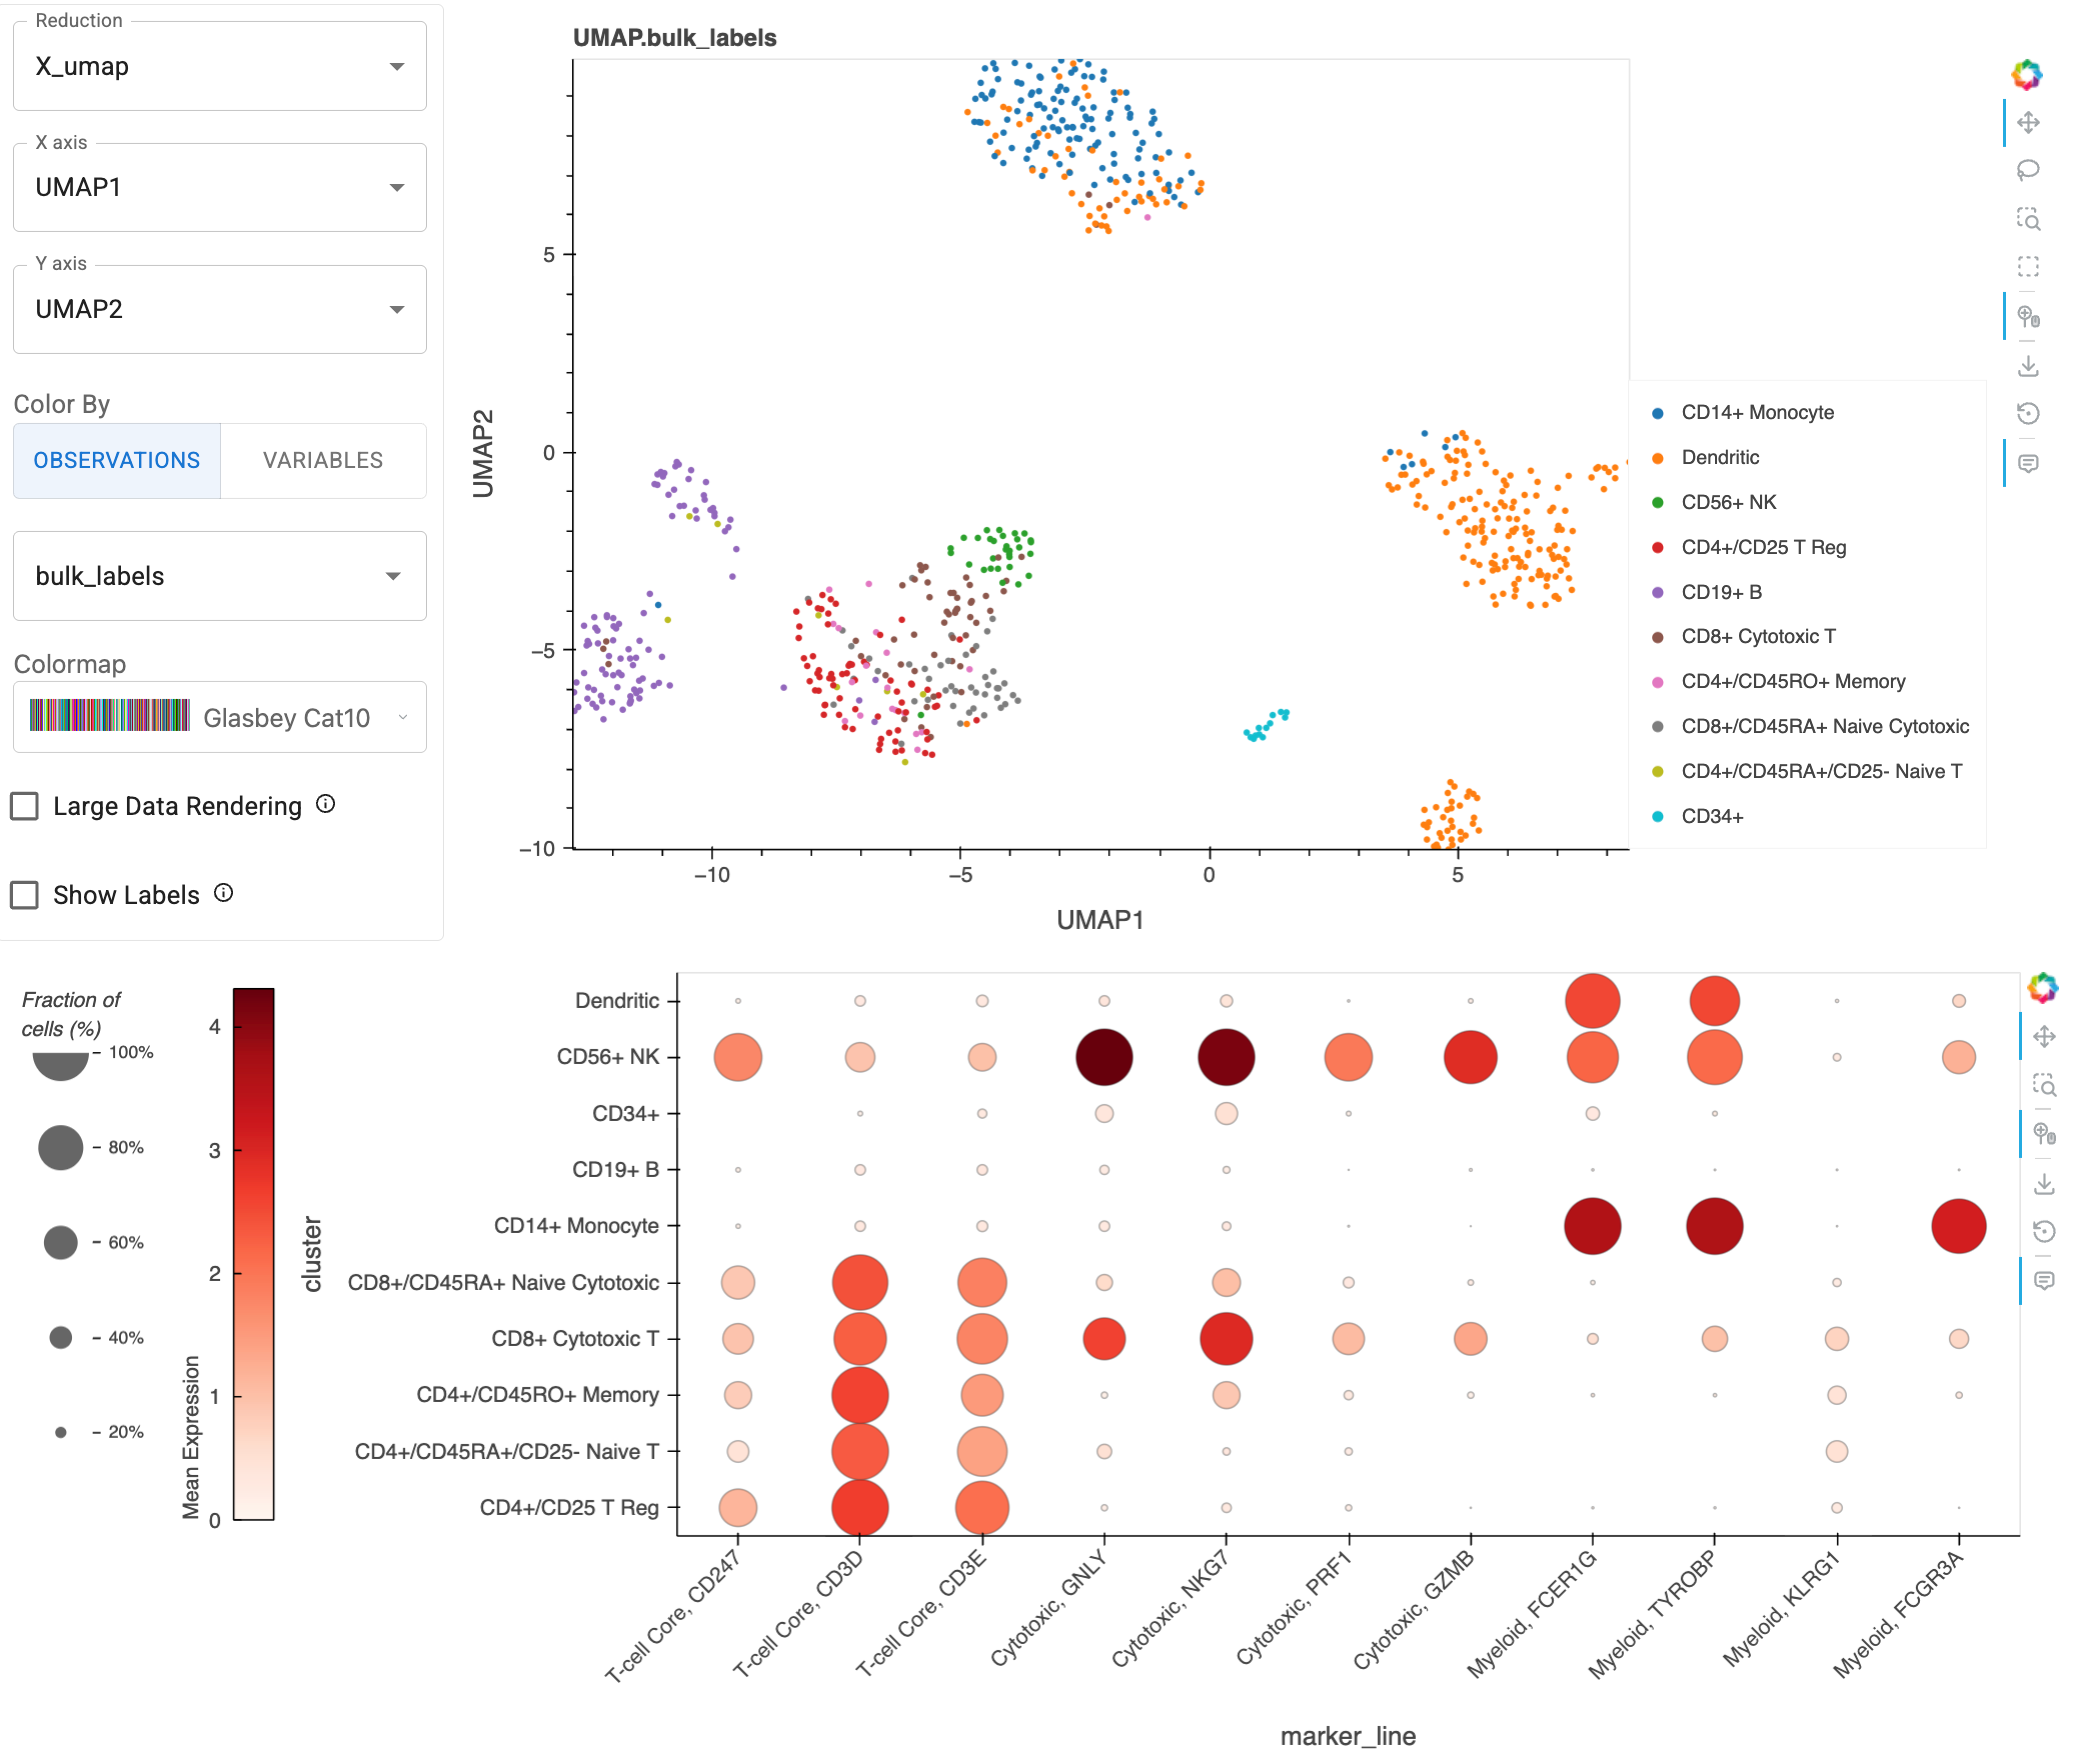 Reduction
X_umap
X axis
UMAP1
Y axis
UMAP2
Color By
OBSERVATIONS
VARIABLES
bulk_labels
Colormap
Glasbey Cat10
Large Data Rendering
Show Labels
UMAP.bulk_labels
UMAP2
5
0
−5
−10
−10
−5
0
5
UMAP1
CD14+ Monocyte
Dendritic
CD56+ NK
CD4+/CD25 T Reg
CD19+ B
CD8+ Cytotoxic T
CD4+/CD45RO+ Memory
CD8+/CD45RA+ Naive Cytotoxic
CD4+/CD45RA+/CD25- Naive T
CD34+
Fraction of
cells (%)
100%
80%
60%
40%
20%
Mean Expression
4
3
2
1
0
cluster
Dendritic
CD56+ NK
CD34+
CD19+ B
CD14+ Monocyte
CD8+/CD45RA+ Naive Cytotoxic
CD8+ Cytotoxic T
CD4+/CD45RO+ Memory
CD4+/CD45RA+/CD25- Naive T
CD4+/CD25 T Reg
T-cell Core, CD247
T-cell Core, CD3D
T-cell Core, CD3E
Cytotoxic, GNLY
Cytotoxic, NKG7
Cytotoxic, PRF1
Cytotoxic, GZMB
Myeloid, FCER1G
Myeloid, TYROBP
Myeloid, KLRG1
Myeloid, FCGR3A
marker_line